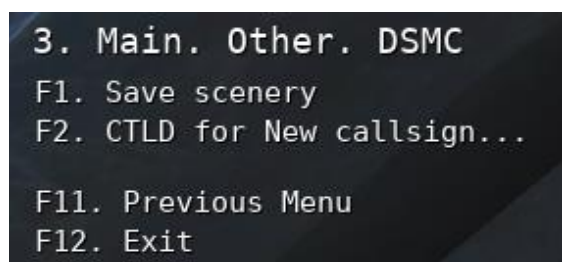 3. Main. Other. DSMC
F1. Save scenery
F2. CTLD for New callsign...
F11. Previous Menu
F12. Exit